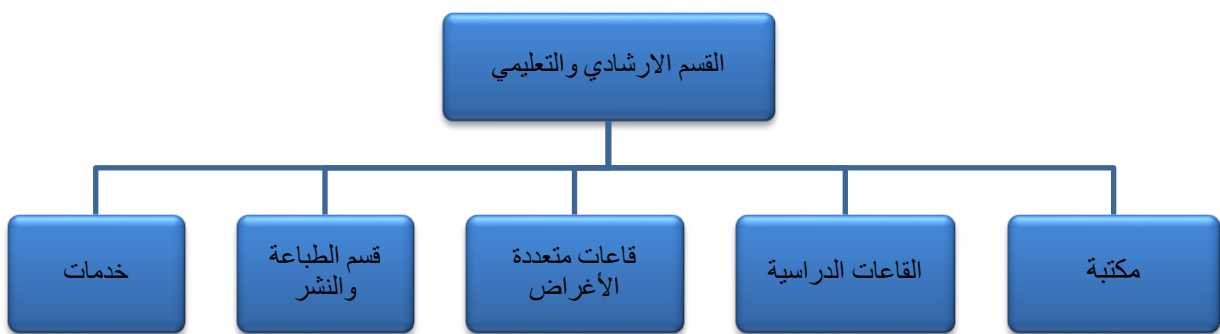 القسم الارشادي والتعليمي
مكتبة
القاعات الدراسية
قاعات متعددة
الأغراض
قسم الطباعة
والنشر
خدمات